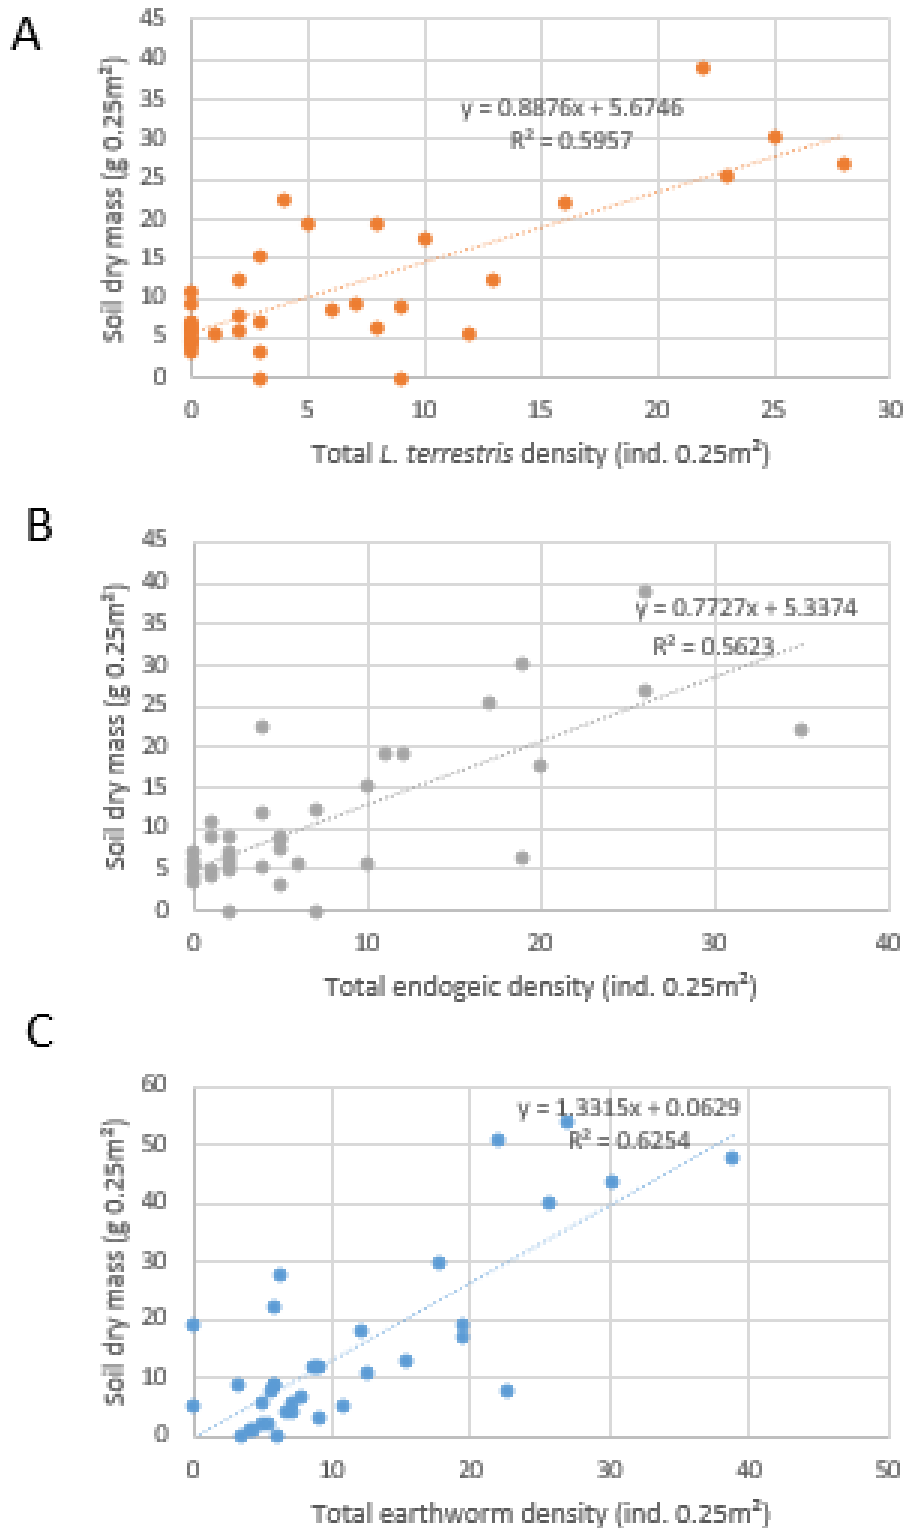 A
45
40
35
30
25
20
15
10
5
0
Soil dry mass (g 0.25m²)
y = 0.8876x + 5.6746
R² = 0.5957
0 5 10 15 20 25 30
Total L. terrestris density (ind. 0.25m²)
B
45
40
35
30
25
20
15
10
5
0
Soil dry mass (g 0.25m²)
y = 0.7727x + 5.3374
R² = 0.5623
0 10 20 30 40
Total endogeic density (ind. 0.25m²)
C
60
50
40
30
20
10
0
Soil dry mass (g 0.25m²)
y = 1.3315x + 0.0629
R² = 0.6254
0 10 20 30 40 50
Total earthworm density (ind. 0.25m²)